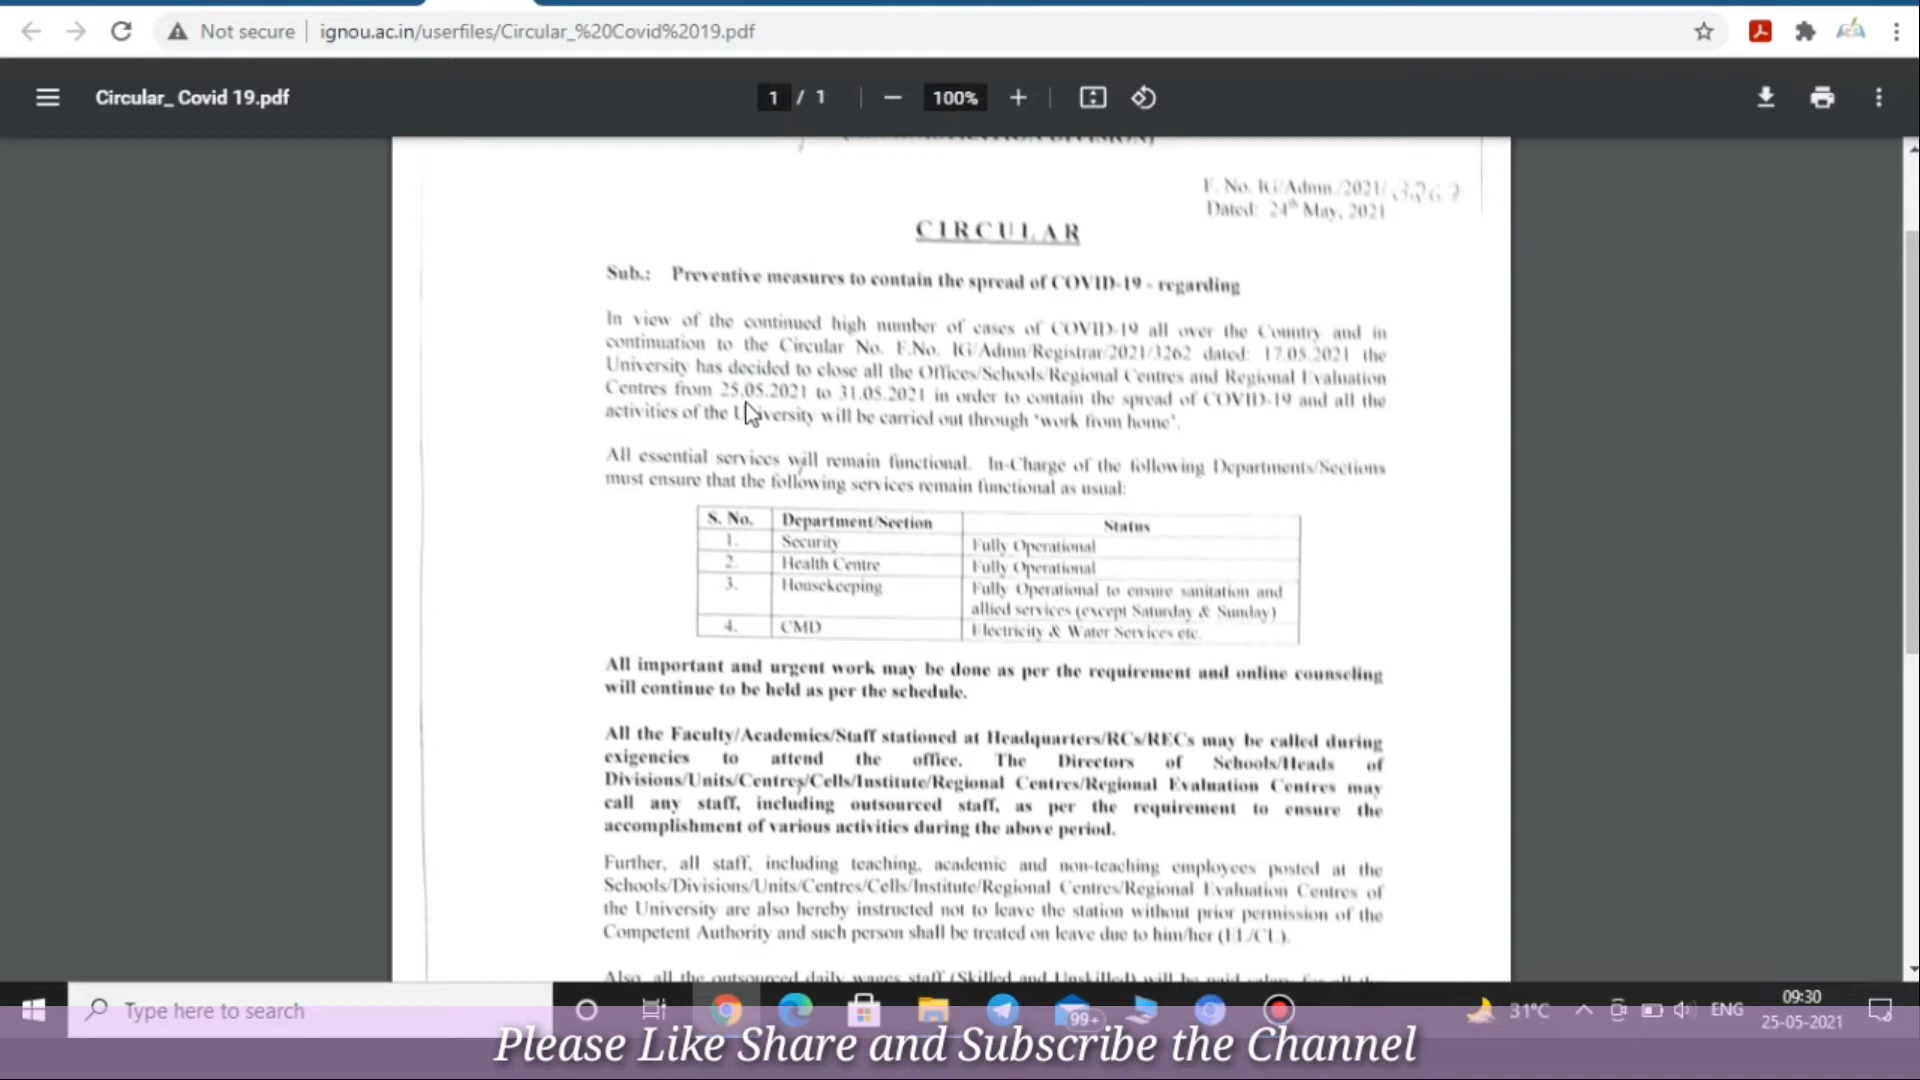 Not secure
ignou.ac.in/userfiles/Circular_%20Covid%2019.pdf
Circular_ Covid 19.pdf
1 / 1
100%
F. No. IG/Admn./2021/
Dated: 24th May, 2021
CIRCULAR
Sub.: Preventive measures to contain the spread of COVID-19 - regarding
In view of the continued high number of cases of COVID-19 all over the Country and in
continuation to the Circular No. F.No. IG/Admn/Registrar/2021/3262 dated: 17.05.2021 the
University has decided to close all the Offices/Schools/Regional Centres and Regional Evaluation
Centres from 25.05.2021 to 31.05.2021 in order to contain the spread of COVID-19 and all the
activities of the University will be carried out through 'work from home'.
All essential services will remain functional. In-Charge of the following Departments/Sections
must ensure that the following services remain functional as usual:
S. No. Department/Section Status
1. Security Fully Operational
2. Health Centre Fully Operational
3. Housekeeping Fully Operational to ensure sanitation and
allied services (except Saturday & Sunday)
4. CMD Electricity & Water Services etc.
All important and urgent work may be done as per the requirement and online counseling
will continue to be held as per the schedule.
All the Faculty/Academics/Staff stationed at Headquarters/RCs/RECs may be called during
exigencies to attend the office. The Directors of Schools/Heads of
Divisions/Units/Centres/Cells/Institute/Regional Centres/Regional Evaluation Centres may
call any staff, including outsourced staff, as per the requirement to ensure the
accomplishment of various activities during the above period.
Further, all staff, including teaching, academic and non-teaching employees posted at the
Schools/Divisions/Units/Centres/Cells/Institute/Regional Centres/Regional Evaluation Centres of
the University are also hereby instructed not to leave the station without prior permission of the
Competent Authority and such person shall be treated on leave due to him/her (EL/CL).
Also, all the outsourced daily wages staff (Skilled and Unskilled) will be paid
Type here to search
99+
31°C
ENG
09:30
25-05-2021
Please Like Share and Subscribe the Channel